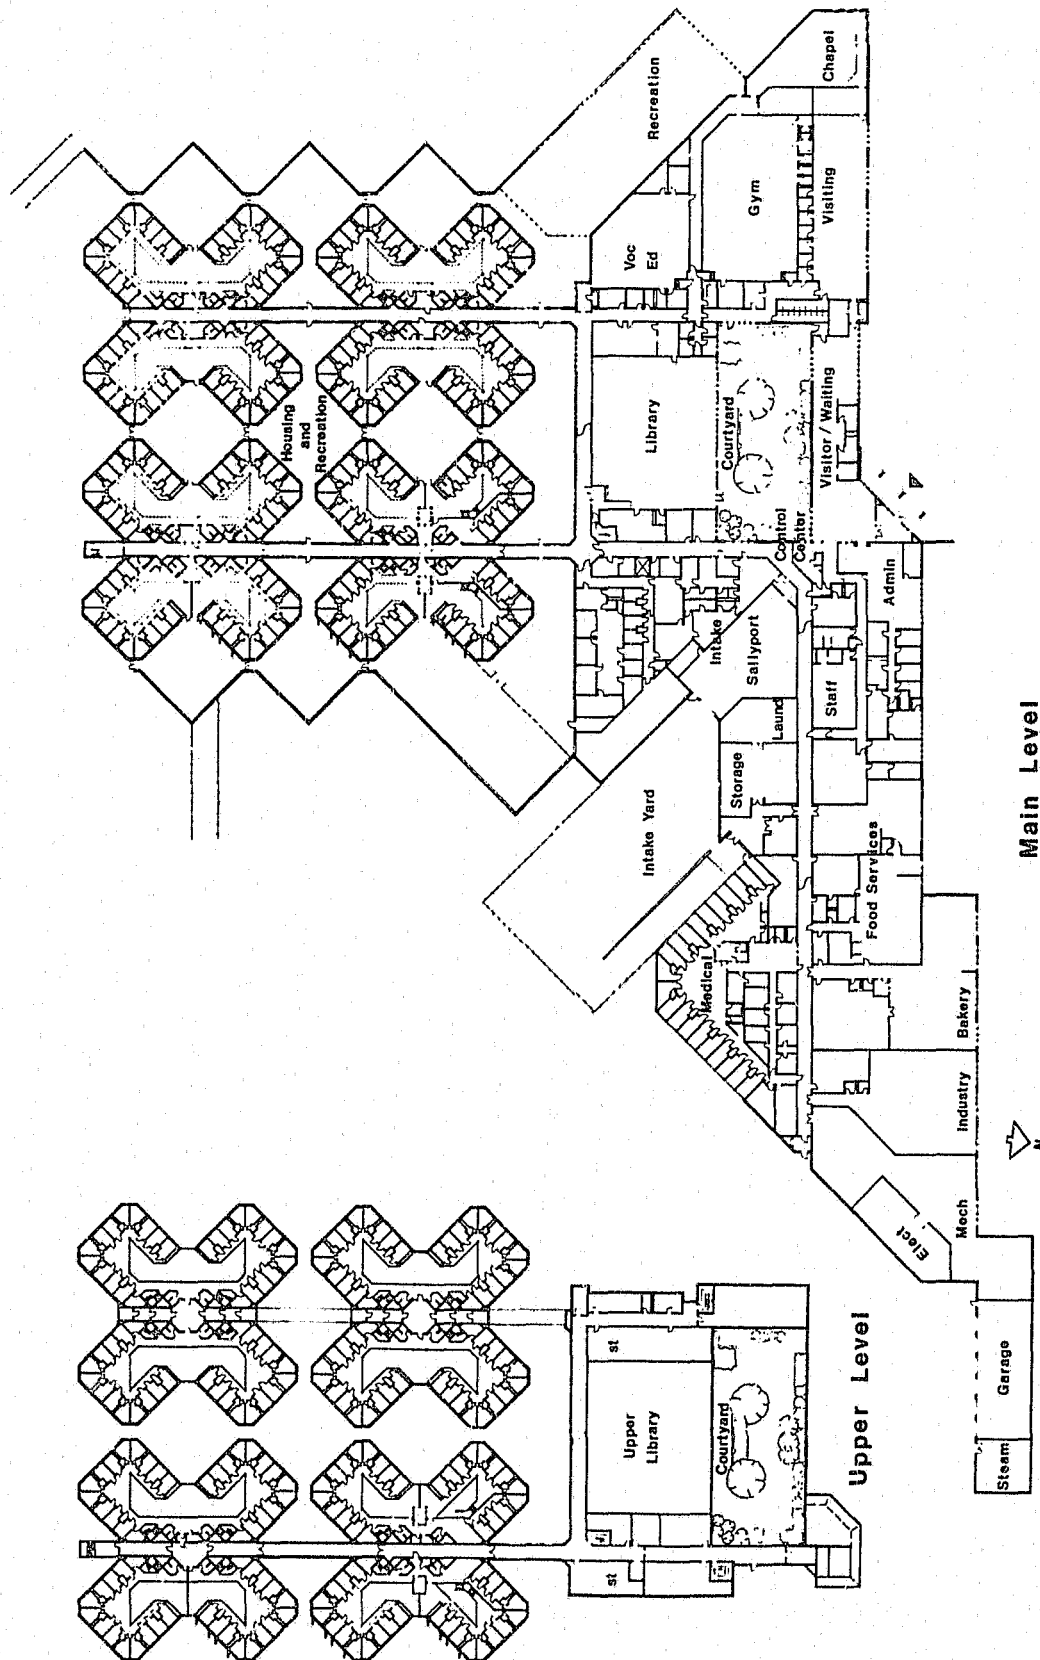 Chapel
Recreation
Gym
Visiting
Voc
Ed
Housing
and
Recreation
Library
Courtyard
Visitor / Waiting
Control
Center
Admin
Intake
Sallyport
Staff
Laund
Storage
Intake Yard
Food Services
Medical
Bakery
Industry
Mech
Elect
Garage
Steam
Main Level
N
st
Upper
Library
Courtyard
st
Upper Level